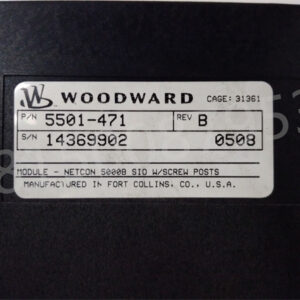 WOODWARD CAGE: 31361
P/N 5501-471 REV B
S/N 14369902 0508
MODULE - NETCON 5000B SIO W/SCREW POSTS
MANUFACTURED IN FORT COLLINS, CO., U.S.A.